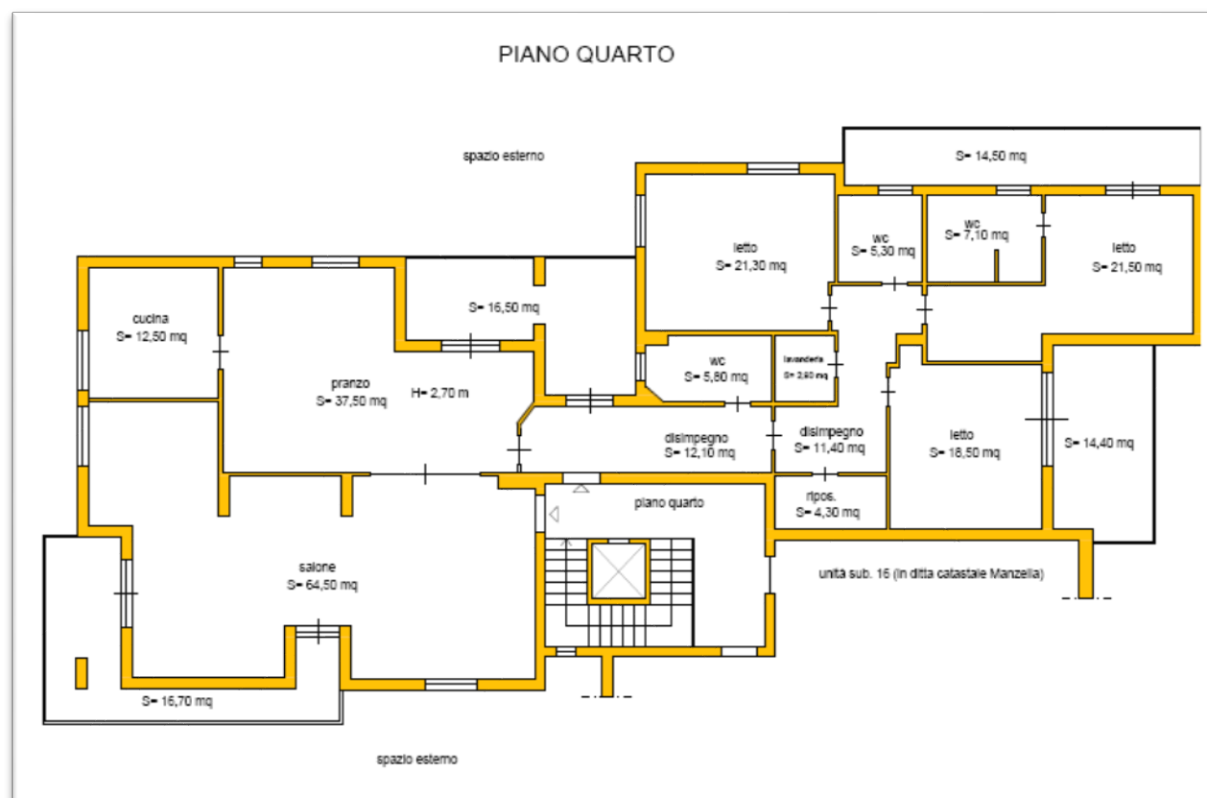 PIANO QUARTO
spazio esterno
S= 14,50 mq
letto
S= 21,30 mq
wc
S= 5,30 mq
wc
S= 7,10 mq
letto
S= 21,50 mq
cucina
S= 12,50 mq
S= 16,50 mq
pranzo
S= 37,50 mq
H= 2,70 m
wc
S= 5,80 mq
lavanderia
disimpegno
S= 12,10 mq
disimpegno
S= 11,40 mq
letto
S= 18,50 mq
S= 14,40 mq
ripos.
S= 4,30 mq
piano quarto
salone
S= 64,50 mq
unità sub. 16 (in ditta catastale Manzella)
S= 16,70 mq
spazio esterno